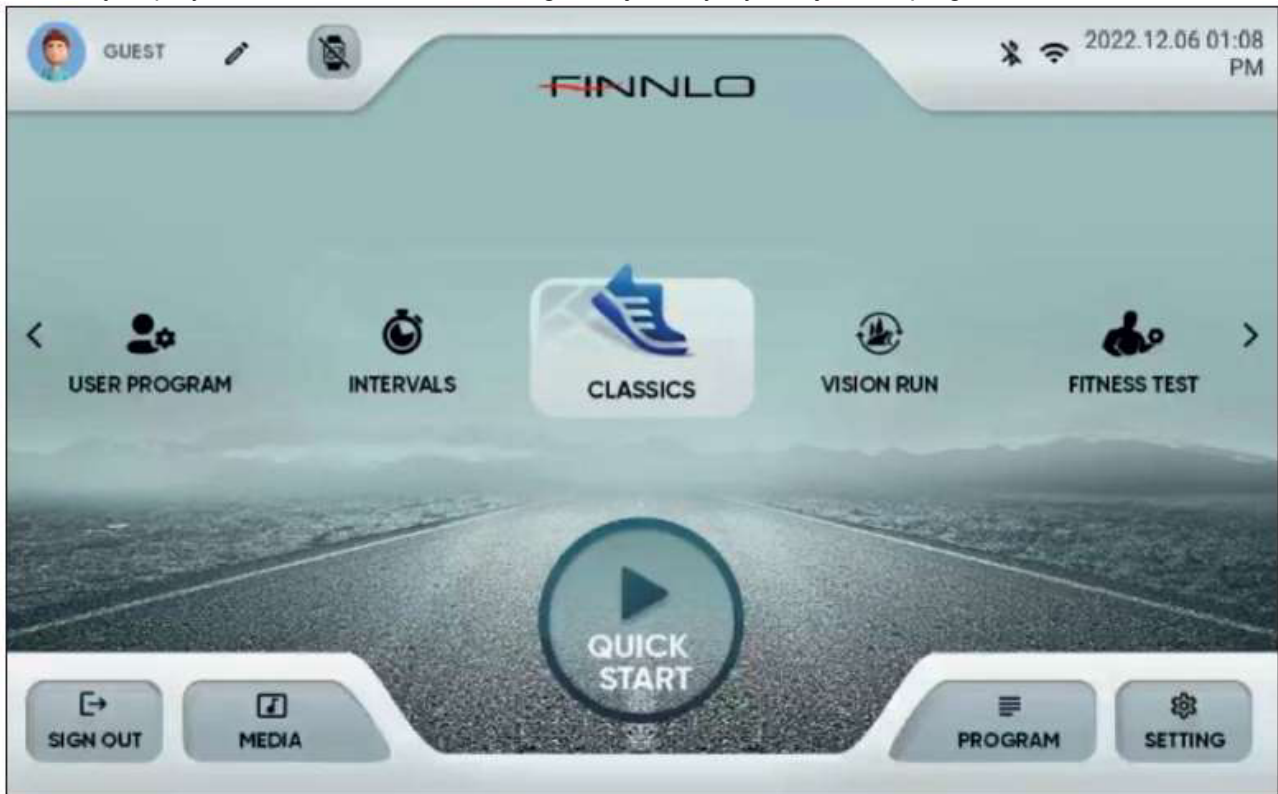 GUEST
FINNLO
2022.12.06 01:08
PM
USER PROGRAM
INTERVALS
CLASSICS
VISION RUN
FITNESS TEST
QUICK
START
SIGN OUT
MEDIA
PROGRAM
SETTING